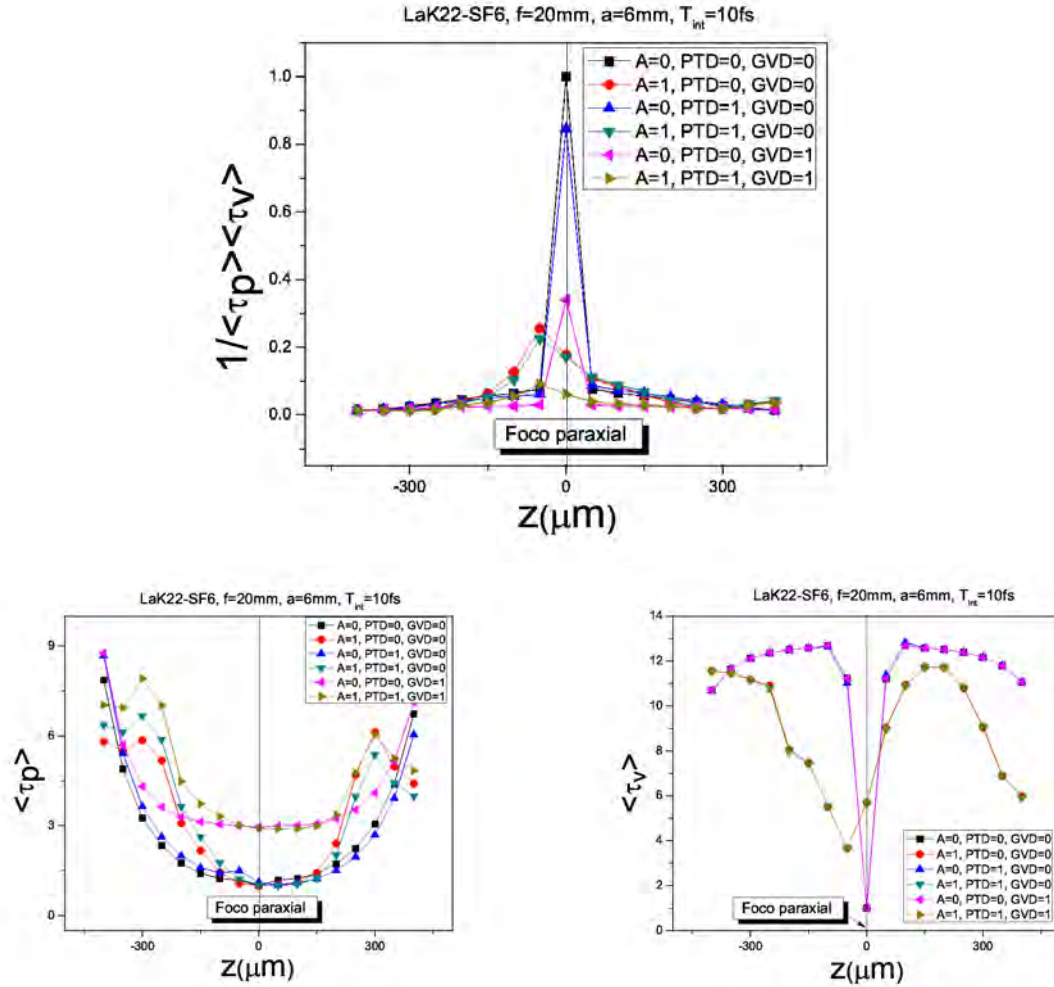 LaK22-SF6, f=20mm, a=6mm, T_int=10fs
A=0, PTD=0, GVD=0
A=1, PTD=0, GVD=0
A=0, PTD=1, GVD=0
A=1, PTD=1, GVD=0
A=0, PTD=0, GVD=1
A=1, PTD=1, GVD=1
1.0
0.8
0.6
0.4
0.2
0.0
1/<τp><τv>
Foco paraxial
-300
0
300
z(μm)
LaK22-SF6, f=20mm, a=6mm, T_int=10fs
A=0, PTD=0, GVD=0
A=1, PTD=0, GVD=0
A=0, PTD=1, GVD=0
A=1, PTD=1, GVD=0
A=0, PTD=0, GVD=1
A=1, PTD=1, GVD=1
9
6
3
0
<τp>
Foco paraxial
-300
0
300
z(μm)
LaK22-SF6, f=20mm, a=6mm, T_int=10fs
14
12
10
8
6
4
2
0
<τv>
A=0, PTD=0, GVD=0
A=1, PTD=0, GVD=0
A=0, PTD=1, GVD=0
A=1, PTD=1, GVD=0
A=0, PTD=0, GVD=1
A=1, PTD=1, GVD=1
Foco paraxial
-300
0
300
z(μm)